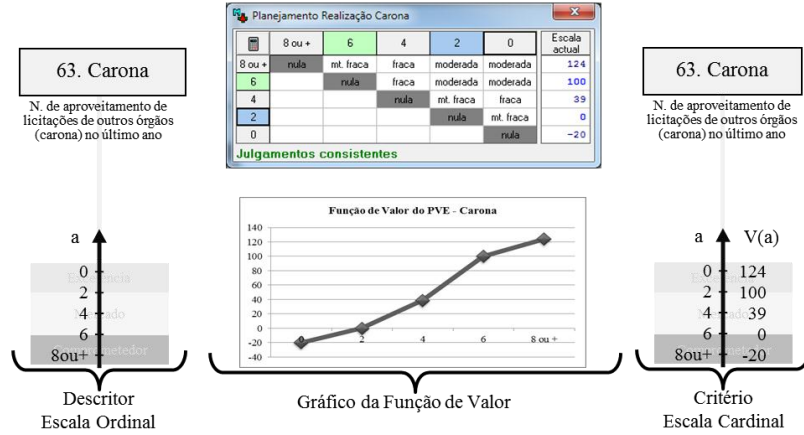 63. Carona
N. de aproveitamento de
licitações de outros órgãos
(carona) no último ano
a
0
2
4
6
8ou+
Excelência
Mercado
Comprometedor
Descritor
Escala Ordinal
Planejamento Realização Carona
8 ou + 6 4 2 0 Escala actual
8 ou + nula mt. fraca fraca moderada moderada 124
6 nula fraca moderada moderada 100
4 nula mt. fraca fraca 39
2 nula mt. fraca 0
0 nula -20
Julgamentos consistentes
Função de Valor do PVE - Carona
140
120
100
80
60
40
20
-0
-20
-40
0 2 4 6 8 ou +
Gráfico da Função de Valor
63. Carona
N. de aproveitamento de
licitações de outros órgãos
(carona) no último ano
a V(a)
0 124
2 100
4 39
6 0
8ou+ -20
Critério
Escala Cardinal